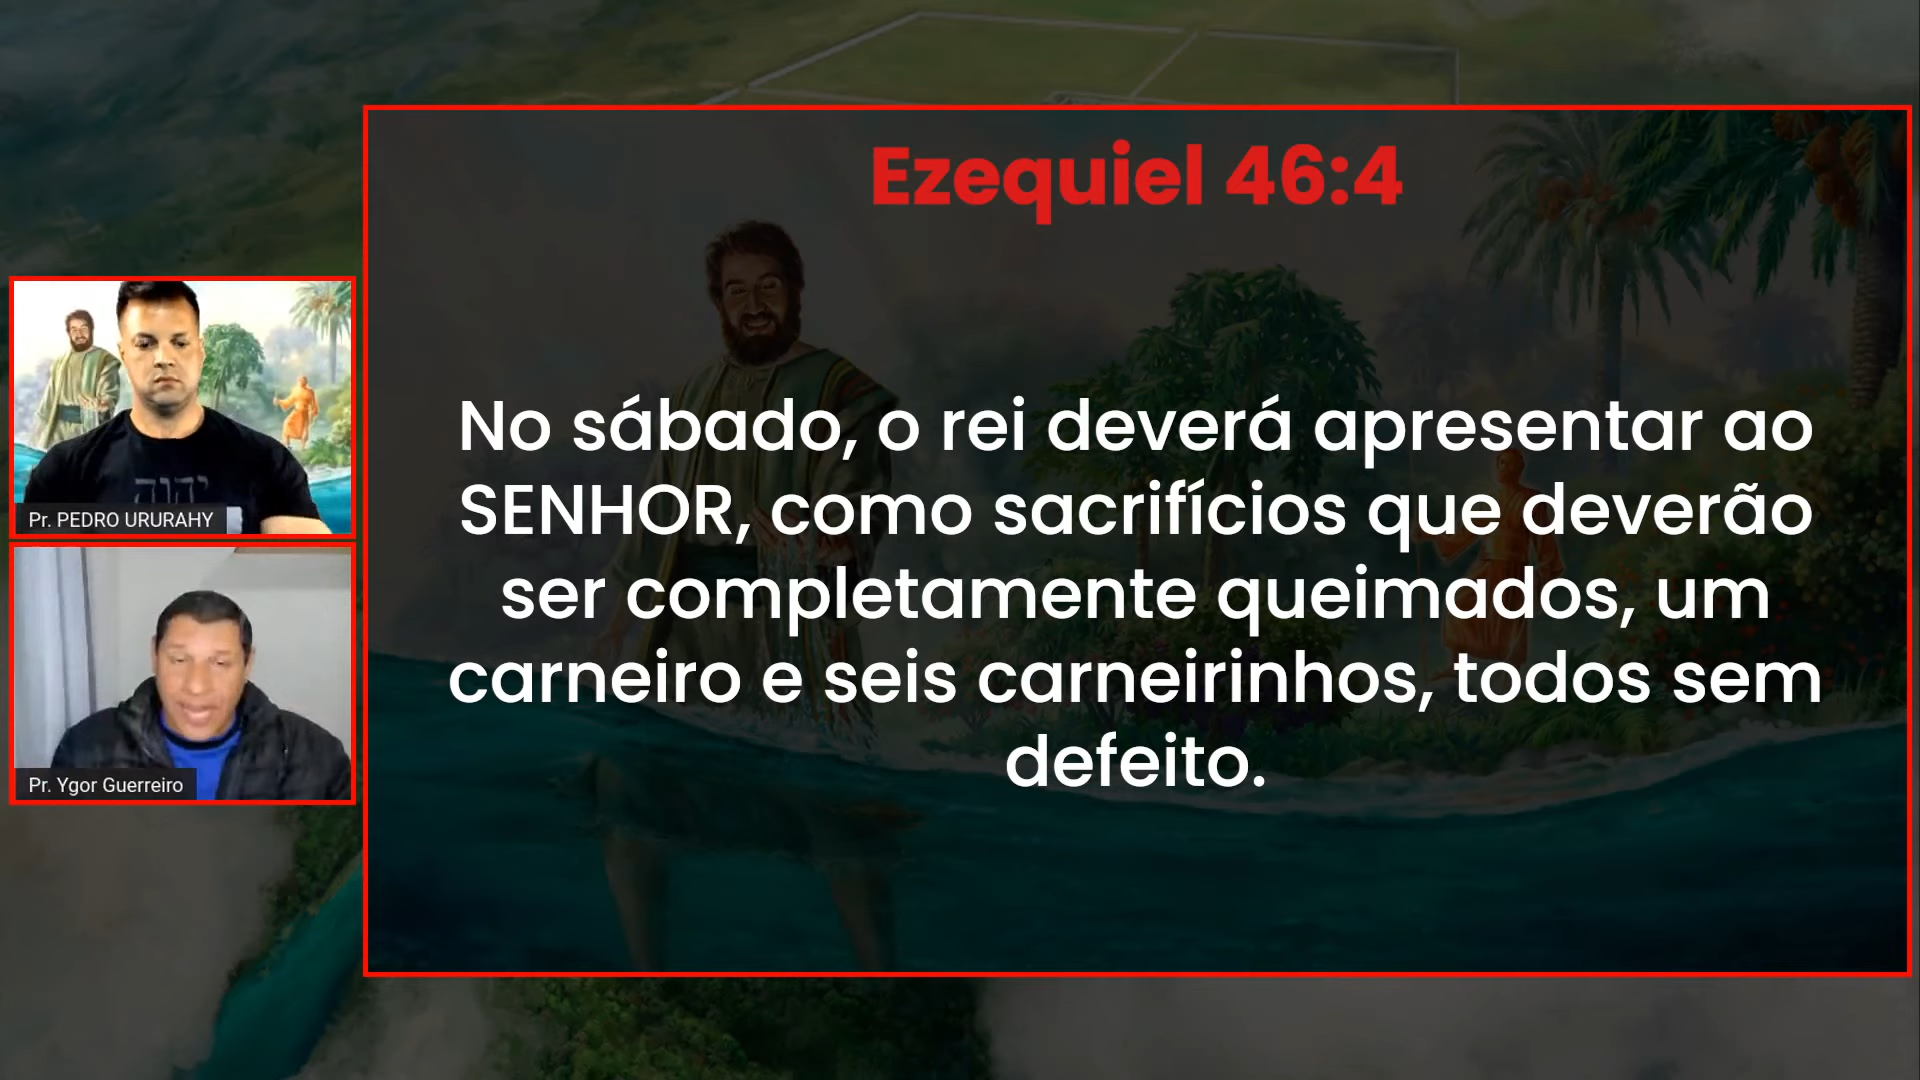 Ezequiel 46:4
No sábado, o rei deverá apresentar ao
SENHOR, como sacrifícios que deverão
ser completamente queimados, um
carneiro e seis carneirinhos, todos sem
defeito.
יהוה
Pr. PEDRO URURAHY
Pr. Ygor Guerreiro